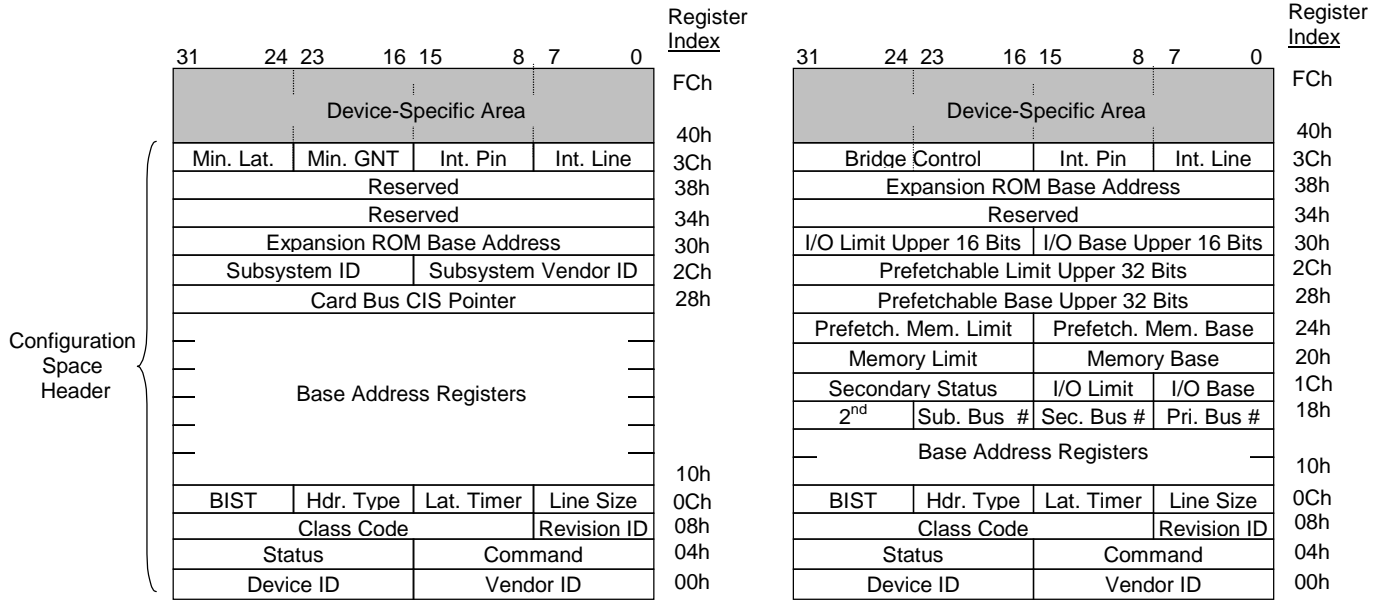 Register
Index
31 24 23 16 15 8 7 0
FCh
Device-Specific Area
40h
Min. Lat. Min. GNT Int. Pin Int. Line 3Ch
Reserved 38h
Reserved 34h
Expansion ROM Base Address 30h
Subsystem ID Subsystem Vendor ID 2Ch
Card Bus CIS Pointer 28h
Configuration
Space
Header
Base Address Registers
10h
BIST Hdr. Type Lat. Timer Line Size 0Ch
Class Code Revision ID 08h
Status Command 04h
Device ID Vendor ID 00h
Register
Index
31 24 23 16 15 8 7 0
FCh
Device-Specific Area
40h
Bridge Control Int. Pin Int. Line 3Ch
Expansion ROM Base Address 38h
Reserved 34h
I/O Limit Upper 16 Bits I/O Base Upper 16 Bits 30h
Prefetchable Limit Upper 32 Bits 2Ch
Prefetchable Base Upper 32 Bits 28h
Prefetch. Mem. Limit Prefetch. Mem. Base 24h
Memory Limit Memory Base 20h
Secondary Status I/O Limit I/O Base 1Ch
2nd Sub. Bus # Sec. Bus # Pri. Bus # 18h
Base Address Registers
10h
BIST Hdr. Type Lat. Timer Line Size 0Ch
Class Code Revision ID 08h
Status Command 04h
Device ID Vendor ID 00h